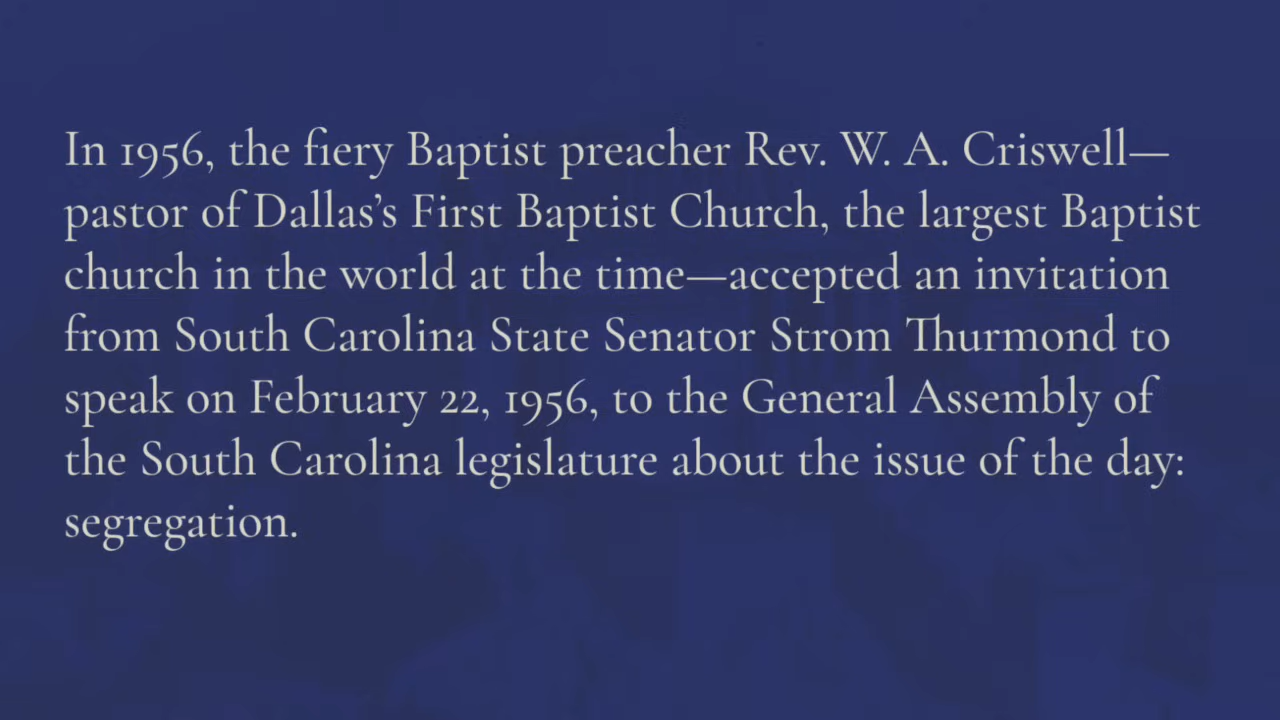 In 1956, the fiery Baptist preacher Rev. W. A. Criswell—
pastor of Dallas’s First Baptist Church, the largest Baptist
church in the world at the time—accepted an invitation
from South Carolina State Senator Strom Thurmond to
speak on February 22, 1956, to the General Assembly of
the South Carolina legislature about the issue of the day:
segregation.